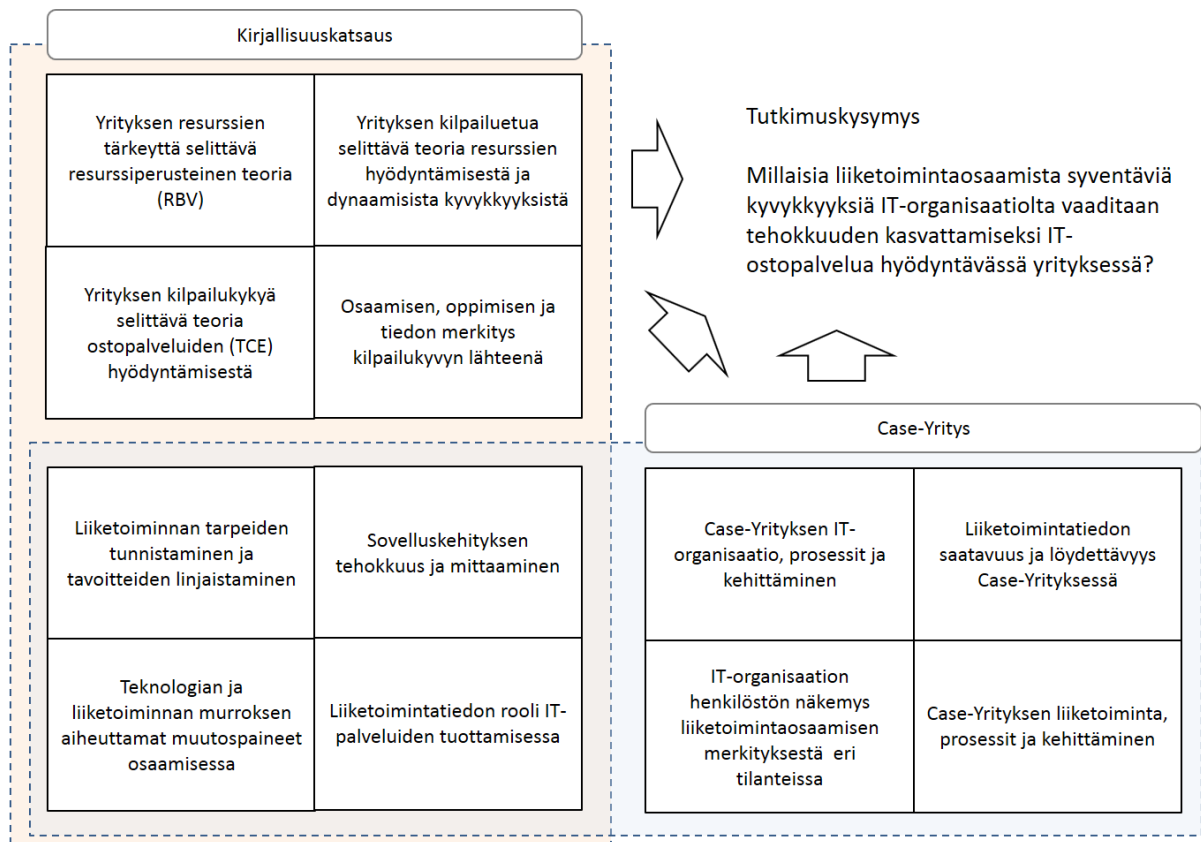 Kirjallisuuskatsaus
Yrityksen resurssien
tärkeyttä selittävä
resurssiperusteinen teoria
(RBV)
Yrityksen kilpailuetua
selittävä teoria resurssien
hyödyntämisestä ja
dynaamisista kyvykkyyksistä
Yrityksen kilpailukykyä
selittävä teoria
ostopalveluiden (TCE)
hyödyntämisestä
Osaamisen, oppimisen ja
tiedon merkitys
kilpailukyvyn lähteenä
Tutkimuskysymys
Millaisia liiketoimintaosaamista syventäviä
kyvykkyyksiä IT-organisaatiolta vaaditaan
tehokkuuden kasvattamiseksi IT-
ostopalvelua hyödyntävässä yrityksessä?
Liiketoiminnan tarpeiden
tunnistaminen ja
tavoitteiden linjaistaminen
Sovelluskehityksen
tehokkuus ja mittaaminen
Teknologian ja
liiketoiminnan murroksen
aiheuttamat muutospaineet
osaamisessa
Liiketoimintatiedon rooli IT-
palveluiden tuottamisessa
Case-Yritys
Case-Yrityksen IT-
organisaatio, prosessit ja
kehittäminen
Liiketoimintatiedon
saatavuus ja löydettävyys
Case-Yrityksessä
IT-organisaation
henkilöstön näkemys
liiketoimintaosaamisen
merkityksestä eri
tilanteissa
Case-Yrityksen liiketoiminta,
prosessit ja kehittäminen